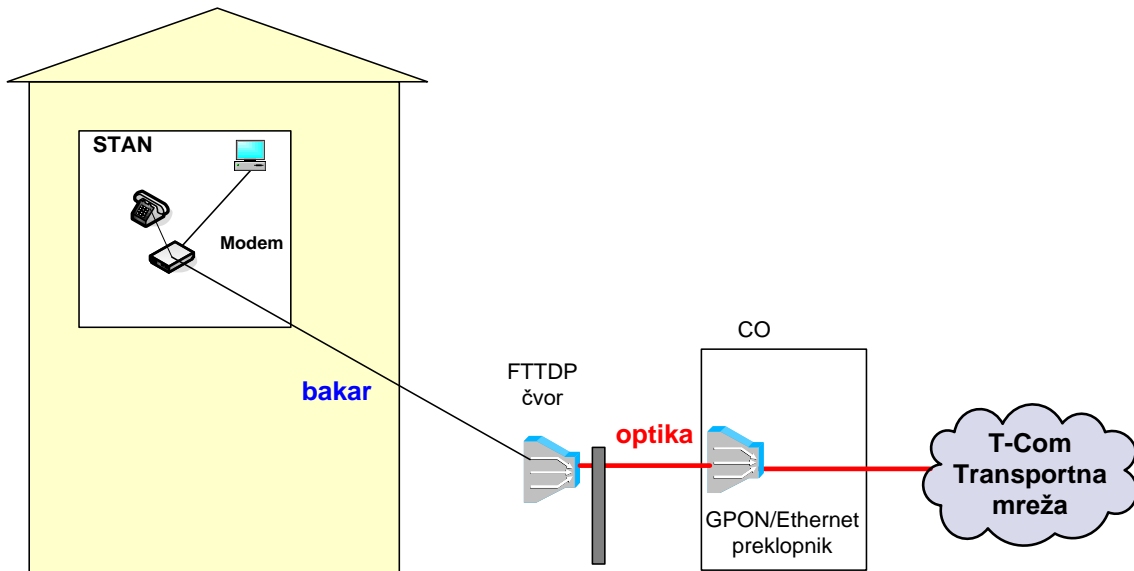 STAN
Modem
bakar
FTTDP
čvor
optika
CO
GPON/Ethernet
preklopnik
T-Com
Transportna
mreža